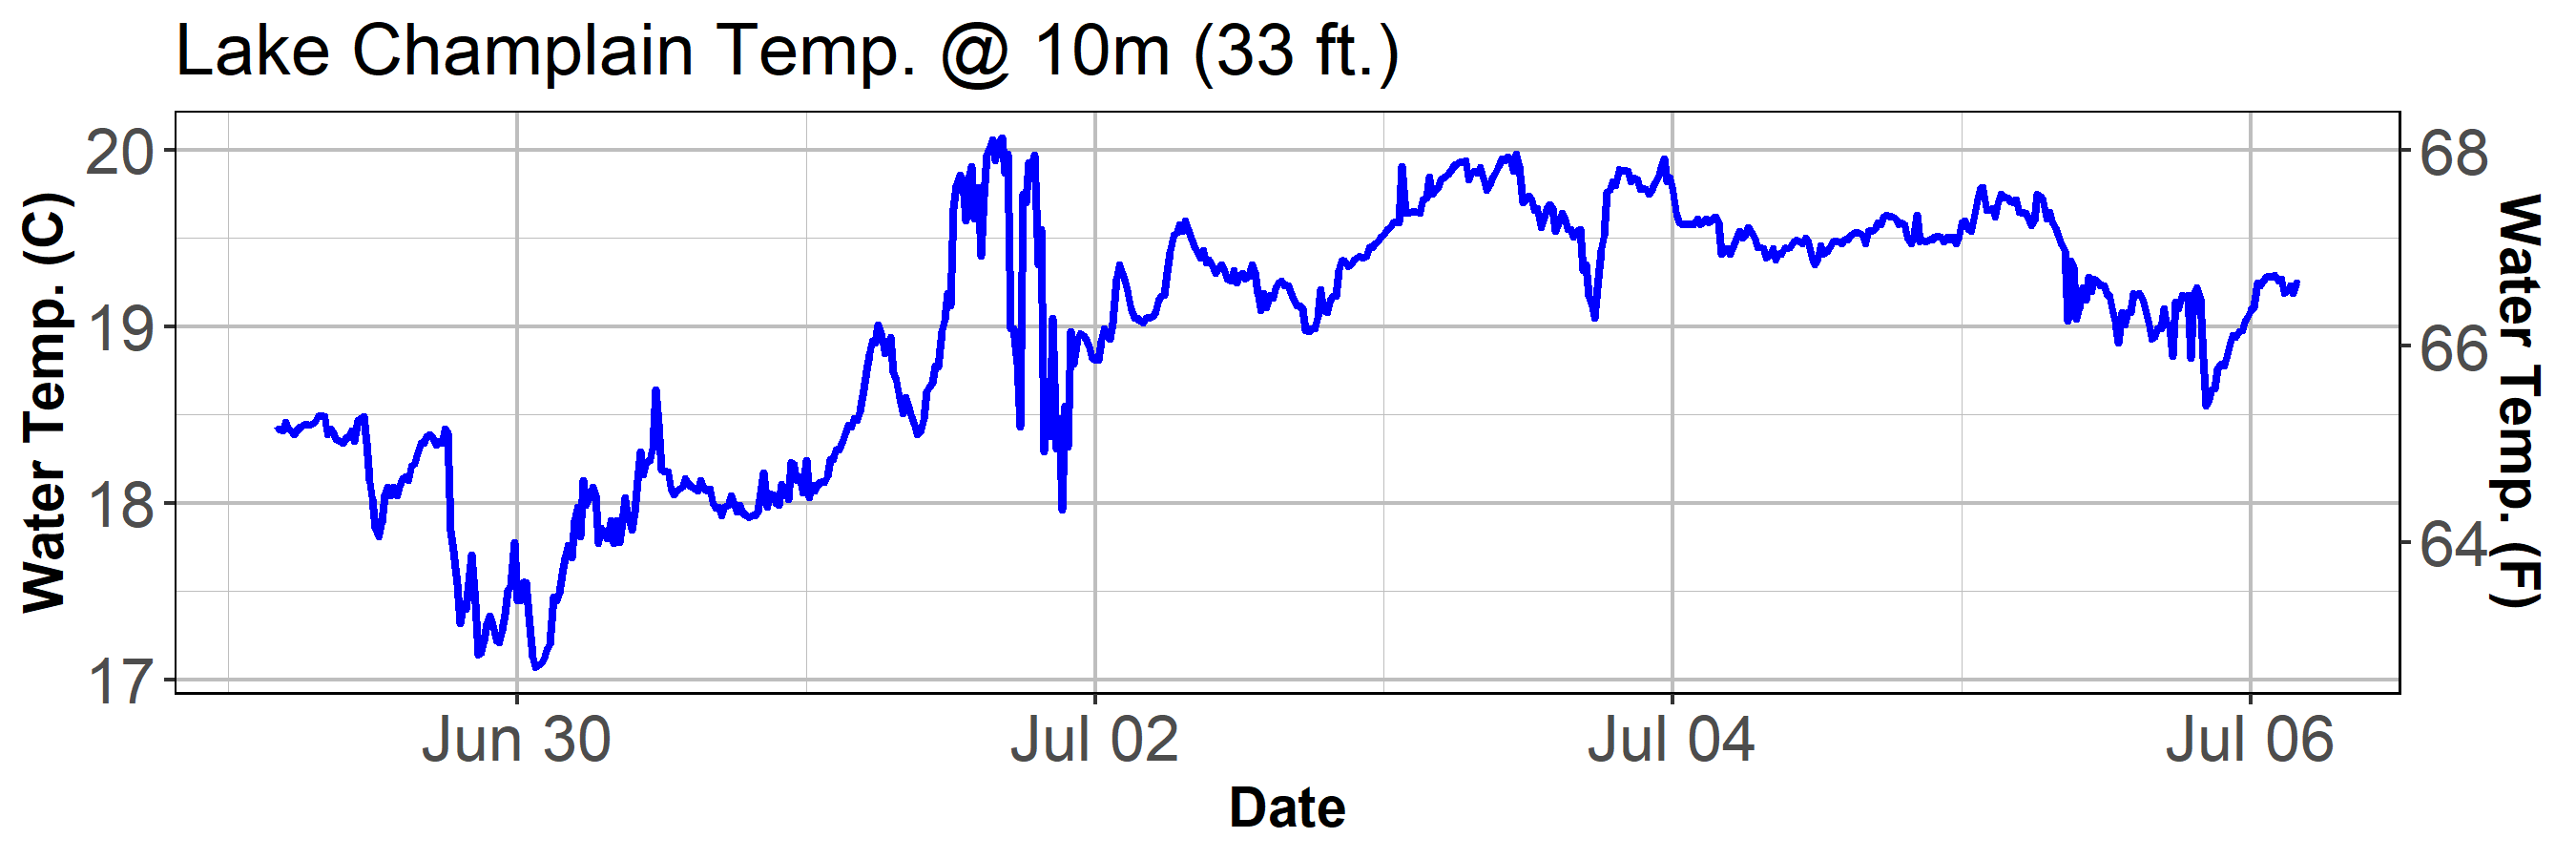 Lake Champlain Temp. @ 10m (33 ft.)
Water Temp. (C)
20
19
18
17
68
66
64
Water Temp. (F)
Jun 30
Jul 02
Jul 04
Jul 06
Date